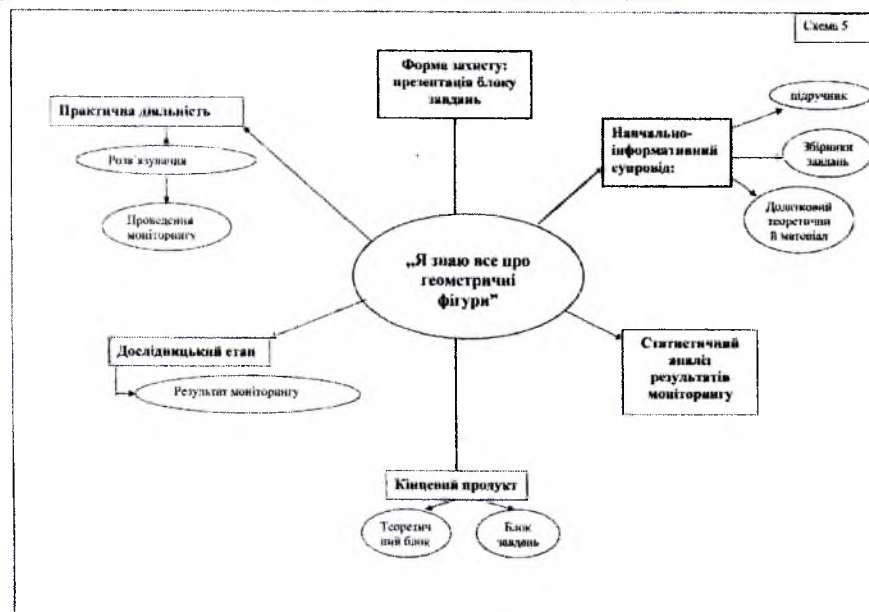 Схема 5
Форма захисту:
презентація блоку
завдань
Практична діяльність
Розв'язування
Проведення
моніторингу
Навчально-
інформативний
супровід:
підручник
Збірники
завдань
Додатковий
теоретичний
й матеріал
„Я знаю все про
геометричні
фігури”
Дослідницький етап
Результат моніторингу
Статистичний
аналіз
результатів
моніторингу
Кінцевий продукт
Теоретич
ний блок
Блок
завдань